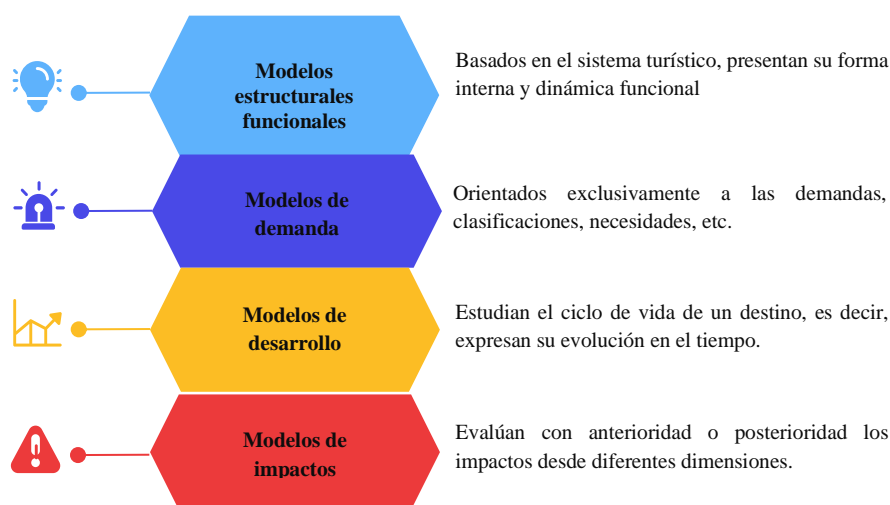 Modelos
estructurales
funcionales
Basados en el sistema turístico, presentan su forma
interna y dinámica funcional
Modelos de
demanda
Orientados exclusivamente a las demandas,
clasificaciones, necesidades, etc.
Modelos de
desarrollo
Estudian el ciclo de vida de un destino, es decir,
expresan su evolución en el tiempo.
Modelos de
impactos
Evalúan con anterioridad o posterioridad los
impactos desde diferentes dimensiones.